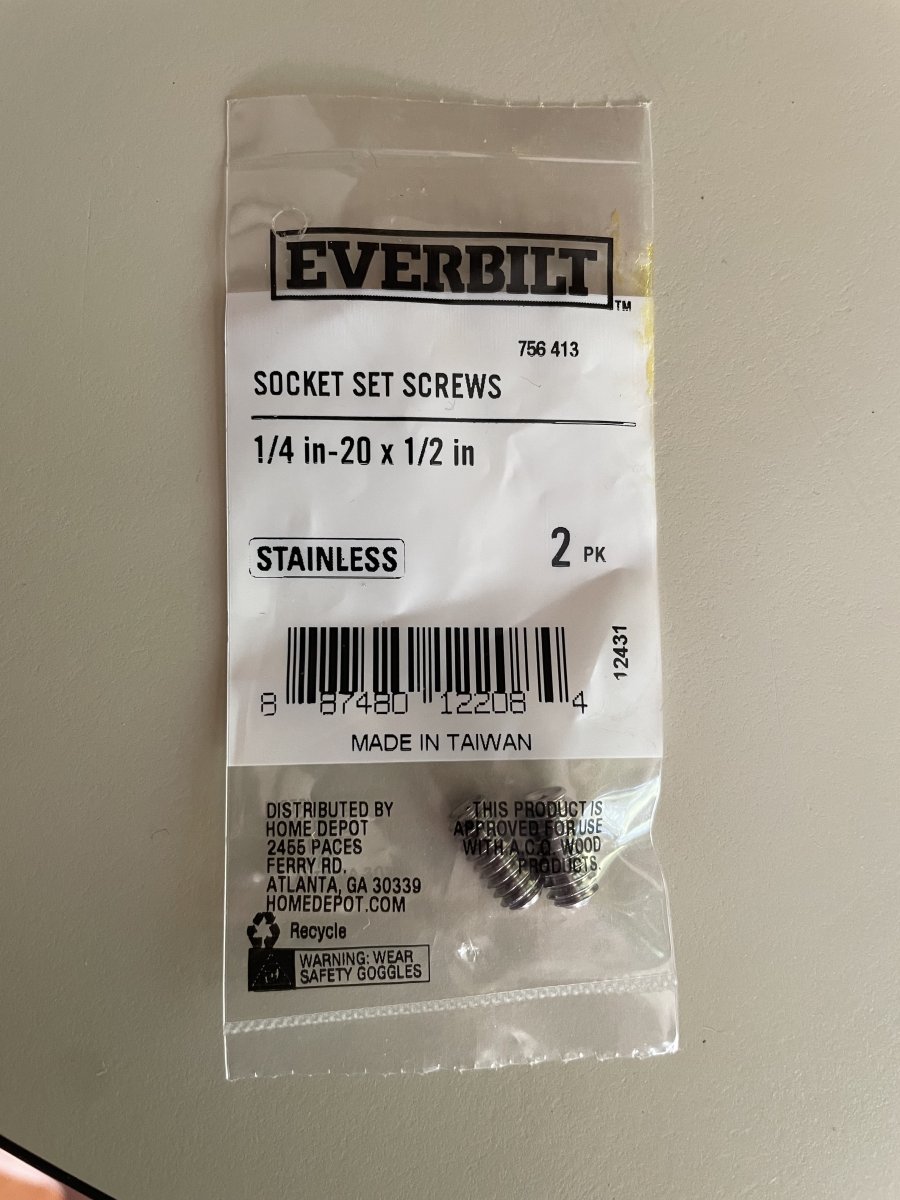 EVERBILT
TM
756 413
SOCKET SET SCREWS
1/4 in-20 x 1/2 in
STAINLESS
2 PK
12431
8 87480 12208 4
MADE IN TAIWAN
DISTRIBUTED BY
HOME DEPOT
2455 PACES
FERRY RD.
ATLANTA, GA 30339
HOMEDEPOT.COM
THIS PRODUCT IS
APPROVED FOR USE
WITH A.C.Q. WOOD
PRODUCTS.
Recycle
WARNING: WEAR
SAFETY GOGGLES